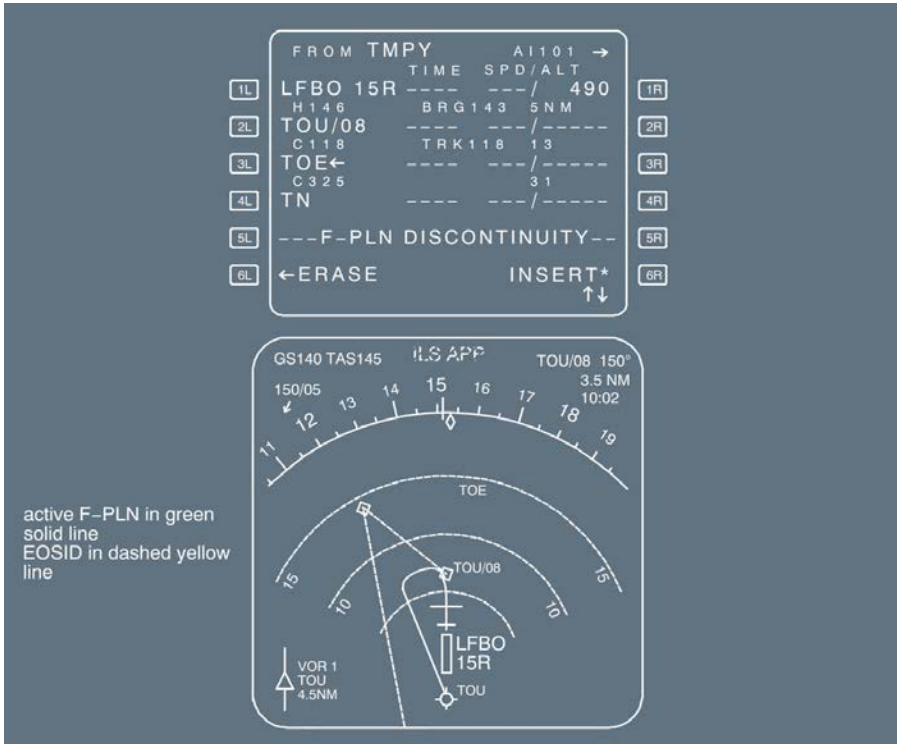 FROM TMPY AI101 →
TIME SPD/ALT
1L LFBO 15R ---- ---/ 490 1R
H146 BRG143 5NM
2L TOU/08 ---- ---/----- 2R
C118 TRK118 13
3L TOE← ---- ---/----- 3R
C325 31
4L TN ---- ---/----- 4R
5L ---F-PLN DISCONTINUITY-- 5R
6L ←ERASE INSERT* 6R
↑↓
GS140 TAS145 ILS APP TOU/08 150°
3.5 NM
10:02
150/05
11 12 13 14 15 16 17 18 19
TOE
active F-PLN in green
solid line
EOSID in dashed yellow
line
15 15
TOU/08
10 10
LFBO
15R
VOR 1
TOU
4.5NM
TOU